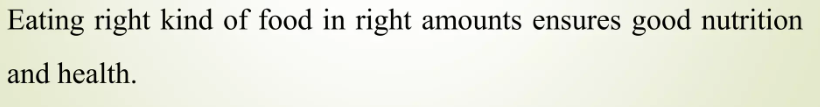 Eating right kind of food in right amounts ensures good nutrition
and health.